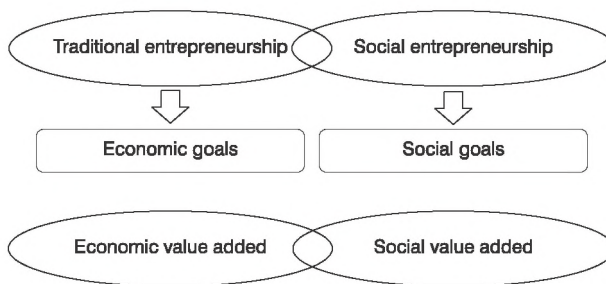 Traditional entrepreneurship
Social entrepreneurship
Economic goals
Social goals
Economic value added
Social value added